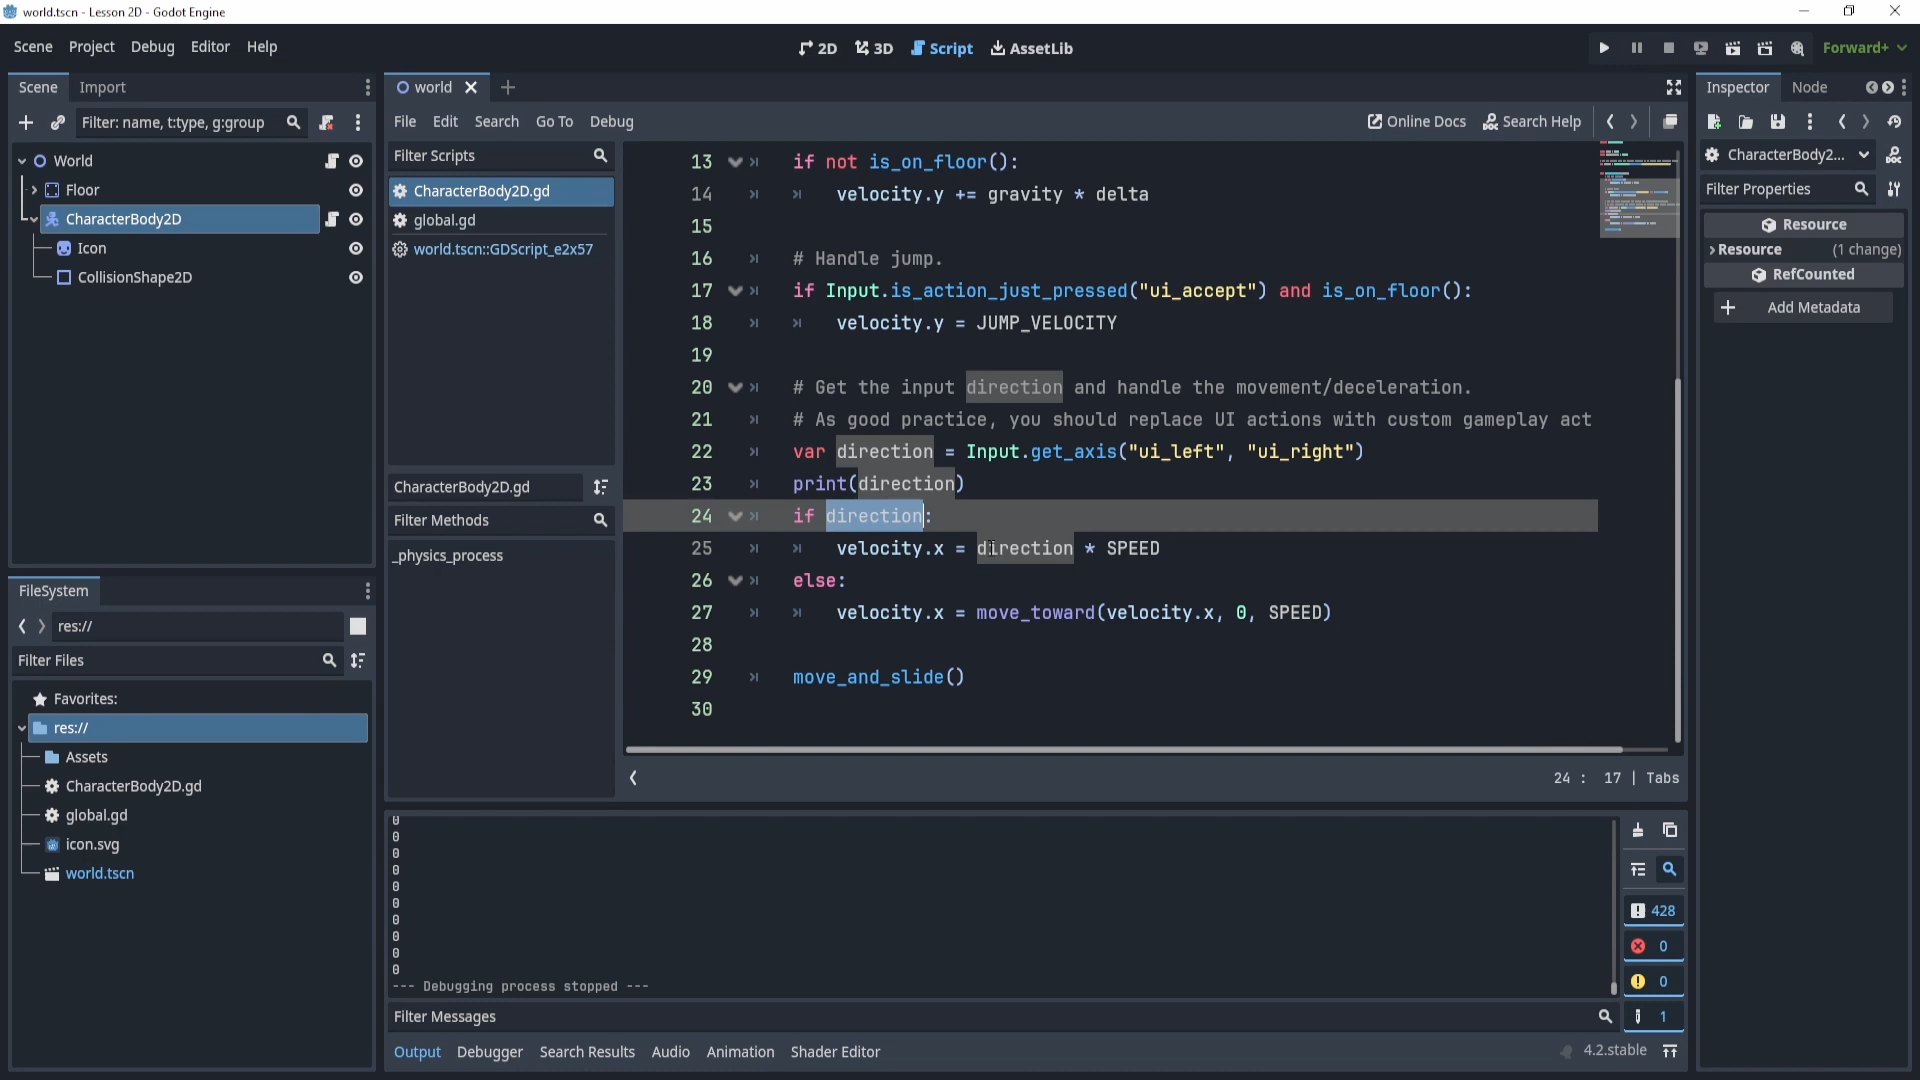 world.tscn - Lesson 2D - Godot Engine
Scene Project Debug Editor Help
2D 3D Script AssetLib
Forward+
Scene Import
Filter: name, t:type, g:group
World
Floor
CharacterBody2D
Icon
CollisionShape2D
FileSystem
res://
Filter Files
Favorites:
res://
Assets
CharacterBody2D.gd
global.gd
icon.svg
world.tscn
world
File Edit Search Go To Debug
Online Docs Search Help
Filter Scripts
CharacterBody2D.gd
global.gd
world.tscn::GDScript_e2x57
CharacterBody2D.gd
Filter Methods
_physics_process
13 if not is_on_floor():
14 velocity.y += gravity * delta
15
16 # Handle jump.
17 if Input.is_action_just_pressed("ui_accept") and is_on_floor():
18 velocity.y = JUMP_VELOCITY
19
20 # Get the input direction and handle the movement/deceleration.
21 # As good practice, you should replace UI actions with custom gameplay act
22 var direction = Input.get_axis("ui_left", "ui_right")
23 print(direction)
24 if direction:
25 velocity.x = direction * SPEED
26 else:
27 velocity.x = move_toward(velocity.x, 0, SPEED)
28
29 move_and_slide()
30
24 : 17 | Tabs
0
0
0
0
0
0
0
0
0
0
--- Debugging process stopped ---
Filter Messages
428
0
0
1
Output Debugger Search Results Audio Animation Shader Editor
4.2.stable
Inspector Node
CharacterBody2...
Filter Properties
Resource
Resource (1 change)
RefCounted
Add Metadata